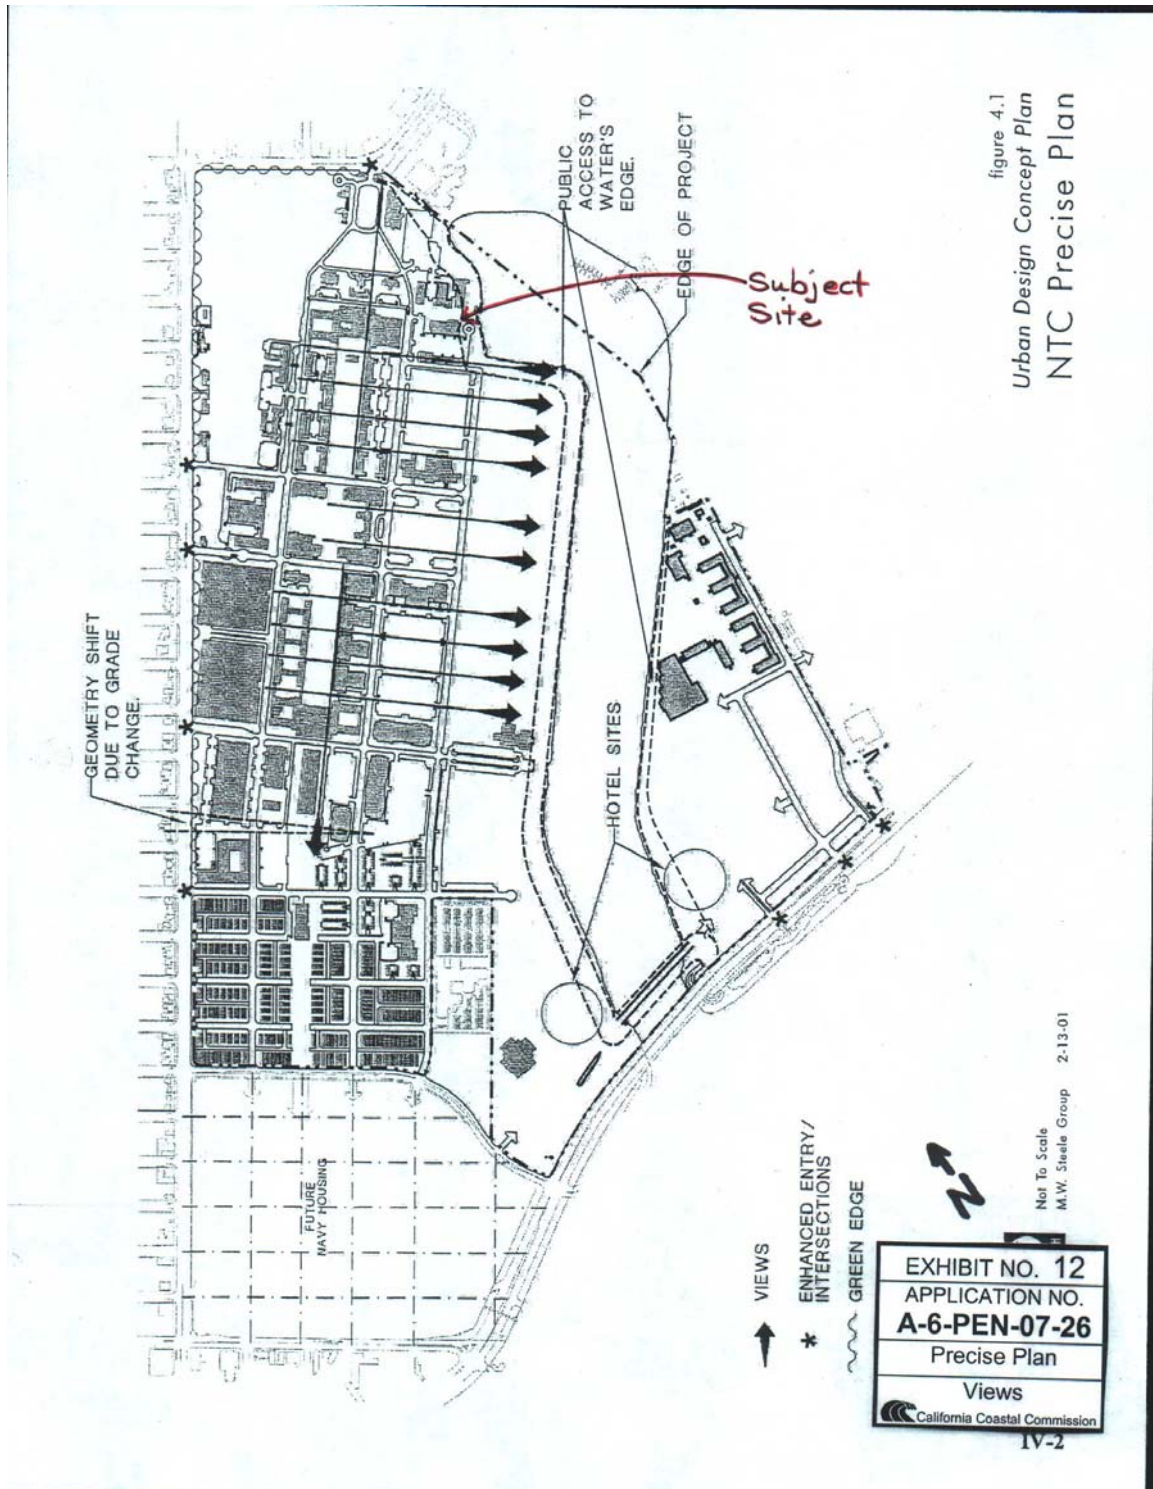 figure 4.1
Urban Design Concept Plan
NTC Precise Plan
PUBLIC
ACCESS TO
WATER'S
EDGE.
EDGE OF PROJECT
Subject
Site
GEOMETRY SHIFT
DUE TO GRADE
CHANGE.
HOTEL SITES
FUTURE
NAVY HOUSING
VIEWS
ENHANCED ENTRY/
INTERSECTIONS
GREEN EDGE
N
Not To Scale
M.W. Steele Group 2-13-01
EXHIBIT NO. 12
APPLICATION NO.
A-6-PEN-07-26
Precise Plan
Views
California Coastal Commission
IV-2